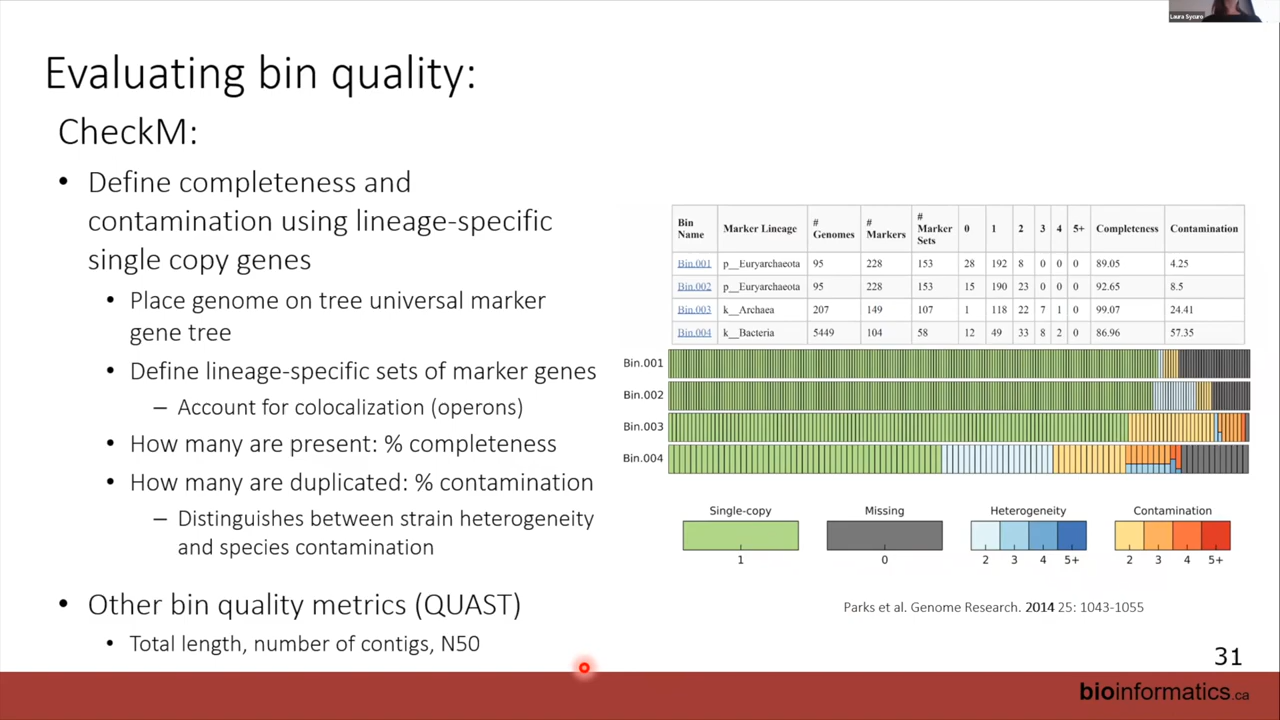 Laura Sycuro
Evaluating bin quality:
CheckM:
• Define completeness and
contamination using lineage-specific
single copy genes
• Place genome on tree universal marker
gene tree
• Define lineage-specific sets of marker genes
– Account for colocalization (operons)
• How many are present: % completeness
• How many are duplicated: % contamination
– Distinguishes between strain heterogeneity
and species contamination
• Other bin quality metrics (QUAST)
• Total length, number of contigs, N50
Bin Name Marker Lineage # Genomes # Markers # Marker Sets 0 1 2 3 4 5+ Completeness Contamination
Bin.001 p__Euryarchaeota 95 228 153 28 192 8 0 0 0 89.05 4.25
Bin.002 p__Euryarchaeota 95 228 153 15 190 23 0 0 0 92.65 8.5
Bin.003 k__Archaea 207 149 107 1 118 22 7 1 0 99.07 24.41
Bin.004 k__Bacteria 5449 104 58 12 49 33 8 2 0 86.96 57.35
Bin.001
Bin.002
Bin.003
Bin.004
Single-copy Missing Heterogeneity Contamination
1 0 2 3 4 5+ 2 3 4 5+
Parks et al. Genome Research. 2014 25: 1043-1055
31
bioinformatics.ca